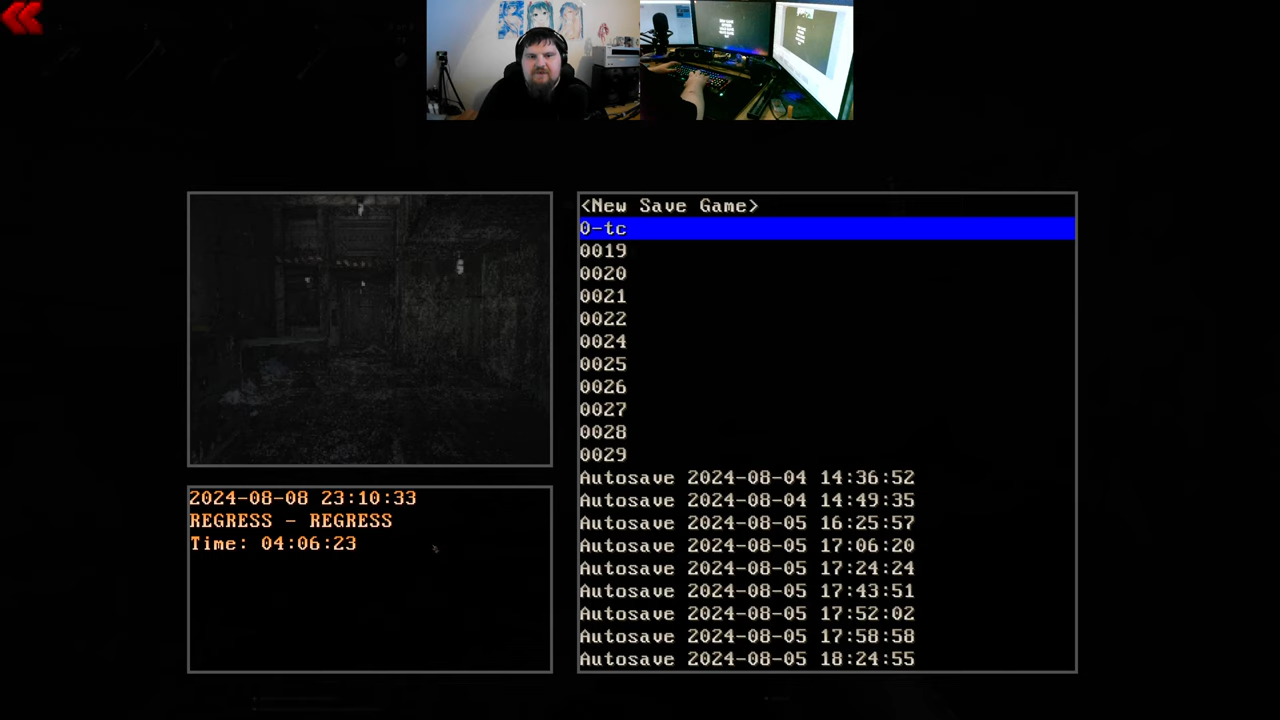 <New Save Game>
0-tc
0019
0020
0021
0022
0024
0025
0026
0027
0028
0029
Autosave 2024-08-04 14:36:52
Autosave 2024-08-04 14:49:35
Autosave 2024-08-05 16:25:57
Autosave 2024-08-05 17:06:20
Autosave 2024-08-05 17:24:24
Autosave 2024-08-05 17:43:51
Autosave 2024-08-05 17:52:02
Autosave 2024-08-05 17:58:58
Autosave 2024-08-05 18:24:55
2024-08-08 23:10:33
REGRESS - REGRESS
Time: 04:06:23